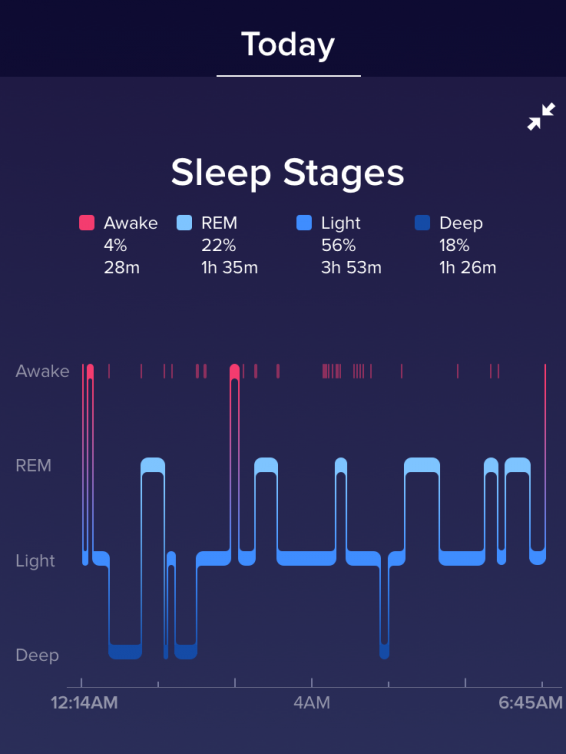 Today
Sleep Stages
Awake REM Light Deep
4% 22% 56% 18%
28m 1h 35m 3h 53m 1h 26m
Awake
REM
Light
Deep
12:14AM 4AM 6:45AM